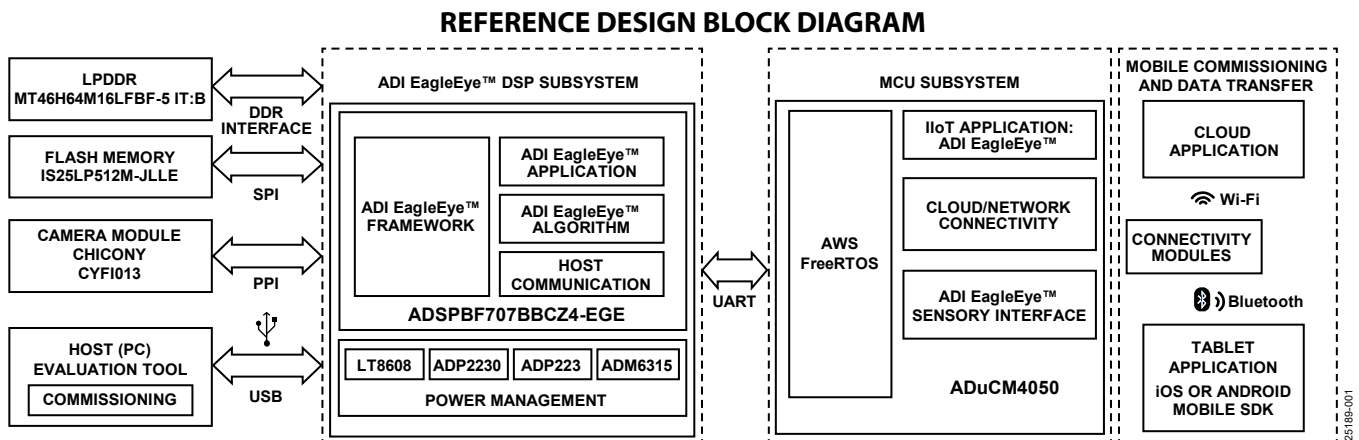 REFERENCE DESIGN BLOCK DIAGRAM
LPDDR
MT46H64M16LFBF-5 IT:B
DDR
INTERFACE
FLASH MEMORY
IS25LP512M-JLLE
SPI
CAMERA MODULE
CHICONY
CYFI013
PPI
HOST (PC)
EVALUATION TOOL
COMMISSIONING
USB
ADI EagleEye™ DSP SUBSYSTEM
ADI EagleEye™
FRAMEWORK
ADI EagleEye™
APPLICATION
ADI EagleEye™
ALGORITHM
HOST
COMMUNICATION
ADSPBF707BBCZ4-EGE
LT8608
ADP2230
ADP223
ADM6315
POWER MANAGEMENT
UART
MCU SUBSYSTEM
AWS
FreeRTOS
IIoT APPLICATION:
ADI EagleEye™
CLOUD/NETWORK
CONNECTIVITY
ADI EagleEye™
SENSORY INTERFACE
ADuCM4050
MOBILE COMMISSIONING
AND DATA TRANSFER
CLOUD
APPLICATION
Wi-Fi
CONNECTIVITY
MODULES
Bluetooth
TABLET
APPLICATION
iOS OR ANDROID
MOBILE SDK
25189-001